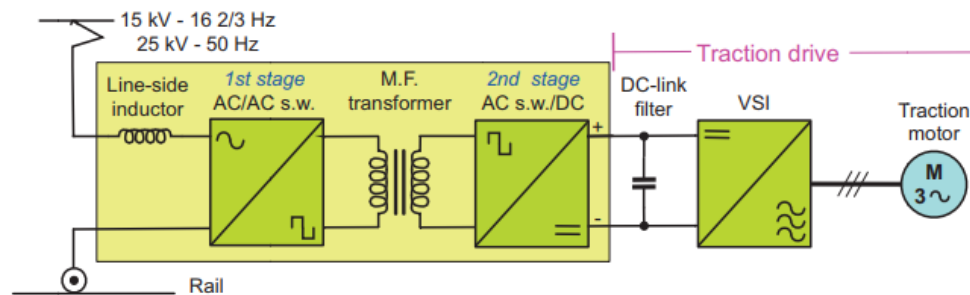 15 kV - 16 2/3 Hz
25 kV - 50 Hz
Traction drive
Line-side
inductor
1st stage
AC/AC s.w.
M.F.
transformer
2nd stage
AC s.w./DC
DC-link
filter
VSI
Traction
motor
+
-
M
3
Rail